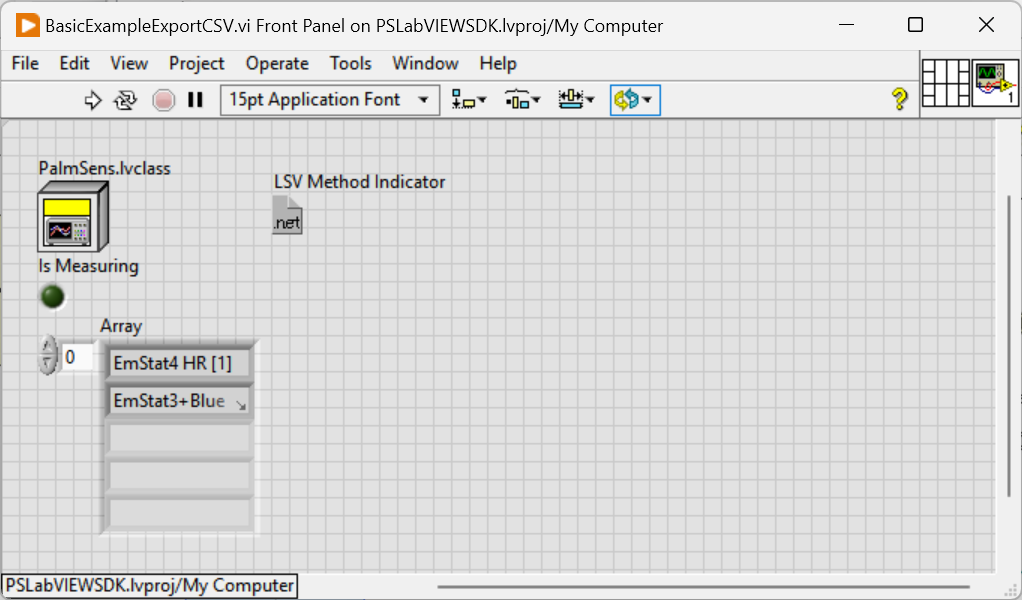 BasicExampleExportCSV.vi Front Panel on PSLabVIEWSDK.lvproj/My Computer
File Edit View Project Operate Tools Window Help
15pt Application Font
?
1
PalmSens.lvclass
LSV Method Indicator
.net
Is Measuring
Array
0
EmStat4 HR [1]
EmStat3+Blue
PSLabVIEWSDK.lvproj/My Computer